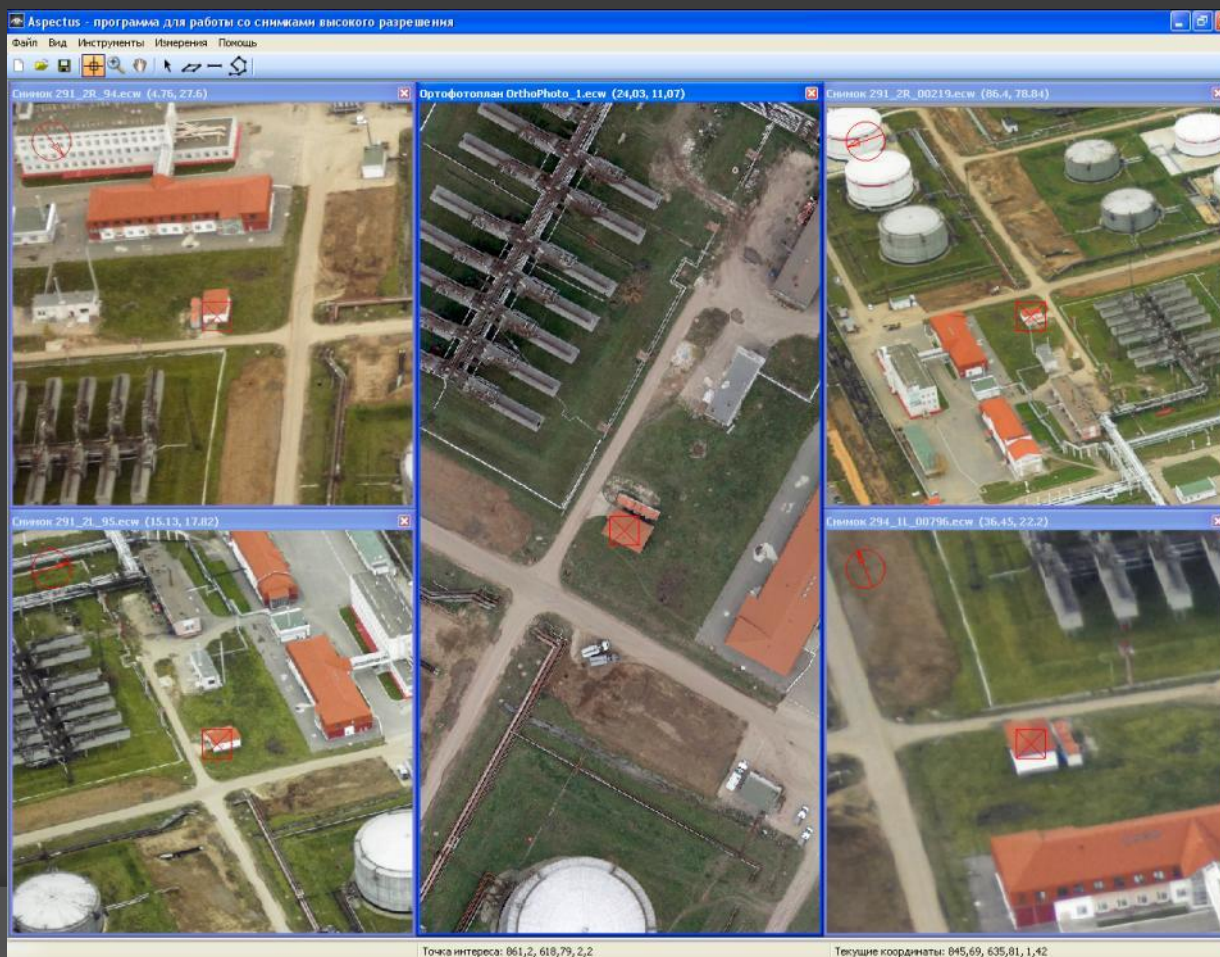 Aspectus - программа для работы со снимками высокого разрешения
Файл Вид Инструменты Измерения Помощь
Снимок 291_2R_94.ecw (4.76, 27.6)
Ортофотоплан OrthoPhoto_1.ecw (24,03, 11,07)
Снимок 291_2R_00219.ecw (86.4, 78.84)
Снимок 291_2L_95.ecw (15.13, 17.82)
Снимок 294_1L_00796.ecw (36.45, 22.2)
Точка интереса: 861,2, 618,79, 2,2
Текущие координаты: 845,69, 635,81, 1,42